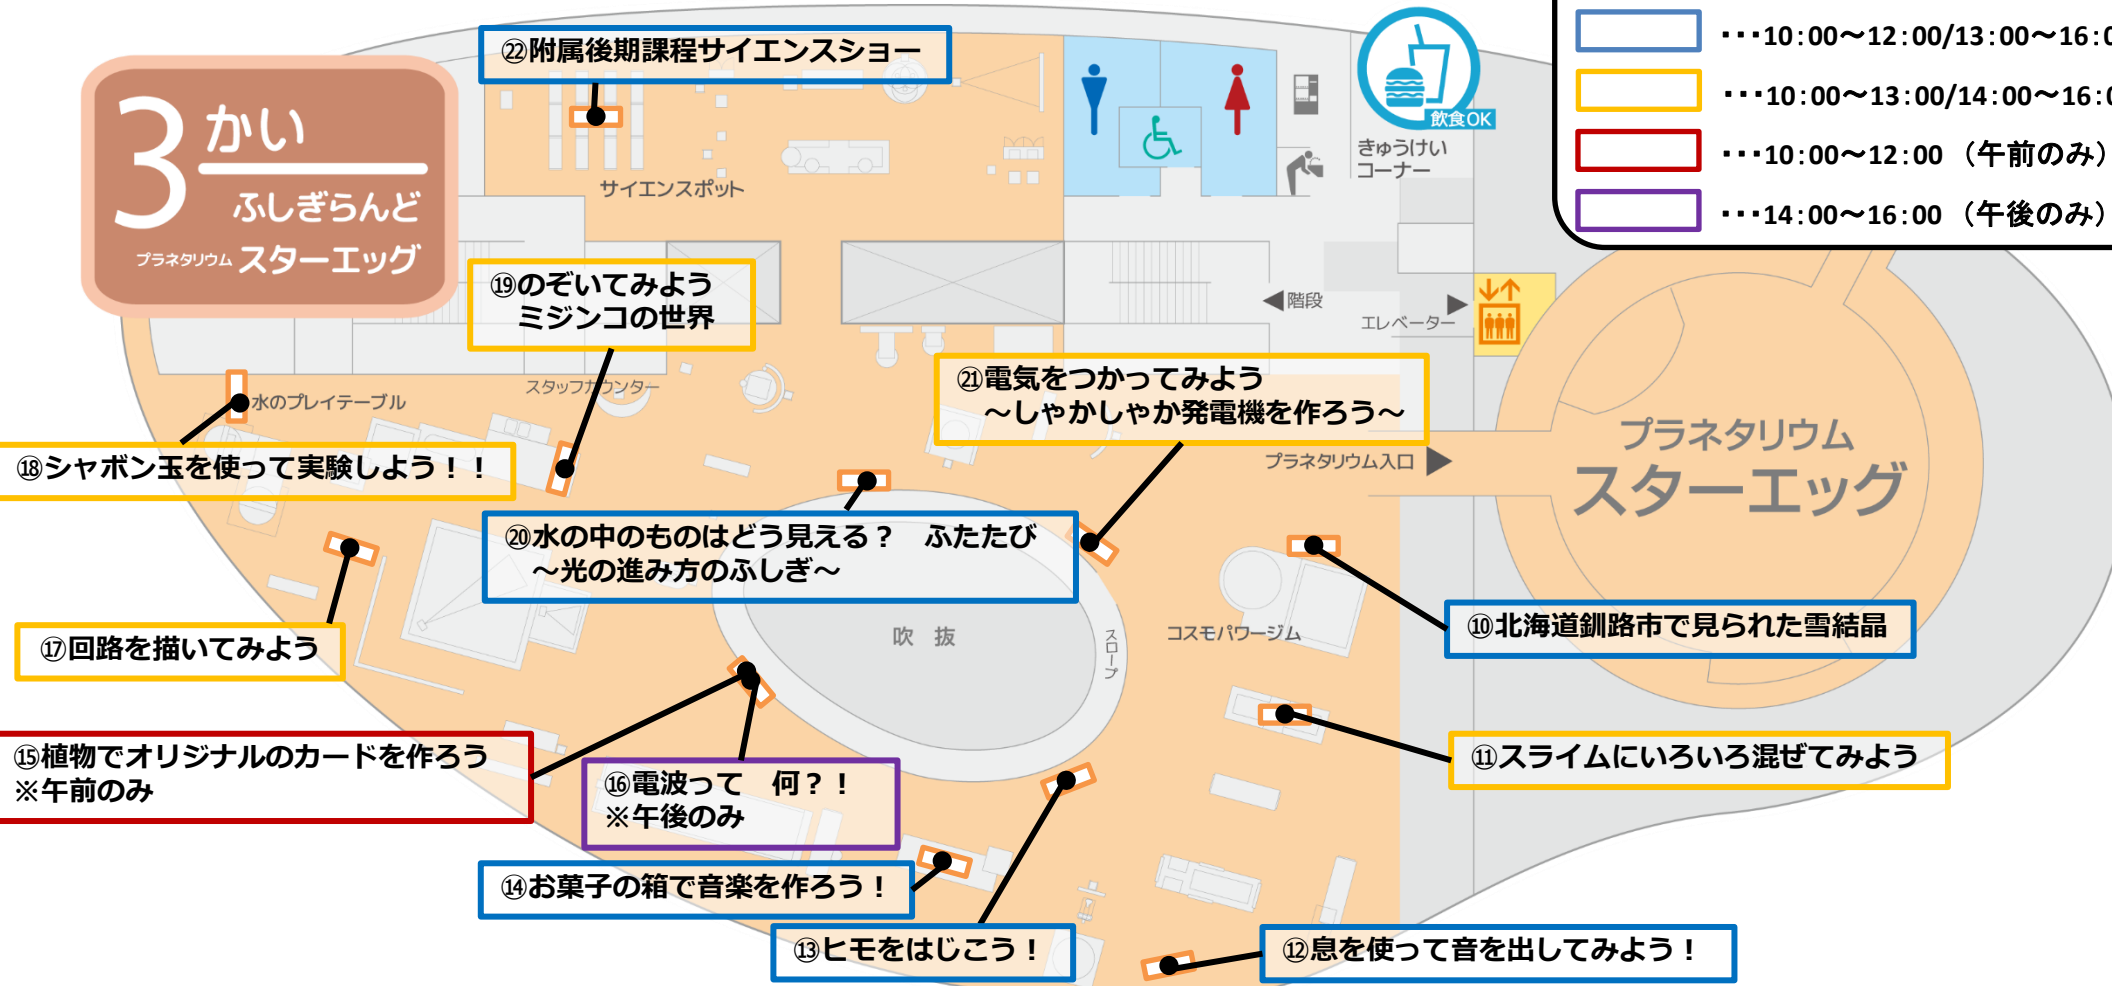 3かい
ふしぎらんど
プラネタリウム スターエッグ
㉒附属後期課程サイエンスショー
サイエンスポット
飲食OK
きゅうけい
コーナー
・・・10:00～12:00/13:00～16:0
・・・10:00～13:00/14:00～16:0
・・・10:00～12:00（午前のみ）
・・・14:00～16:00（午後のみ）
⑲のぞいてみよう
ミジンコの世界
◀階段
エレベーター▶
スタッフカウンター
水のプレイテーブル
㉑電気をつかってみよう
～しゃかしゃか発電機を作ろう～
プラネタリウム入口▶
プラネタリウム
スターエッグ
⑱シャボン玉を使って実験しよう！！
⑳水の中のものはどう見える？　ふたたび
～光の進み方のふしぎ～
⑰回路を描いてみよう
吹 抜
スロープ
コスモパワージム
⑩北海道釧路市で見られた雪結晶
⑮植物でオリジナルのカードを作ろう
※午前のみ
⑯電波って　何？！
※午後のみ
⑪スライムにいろいろ混ぜてみよう
⑭お菓子の箱で音楽を作ろう！
⑬ヒモをはじこう！
⑫息を使って音を出してみよう！